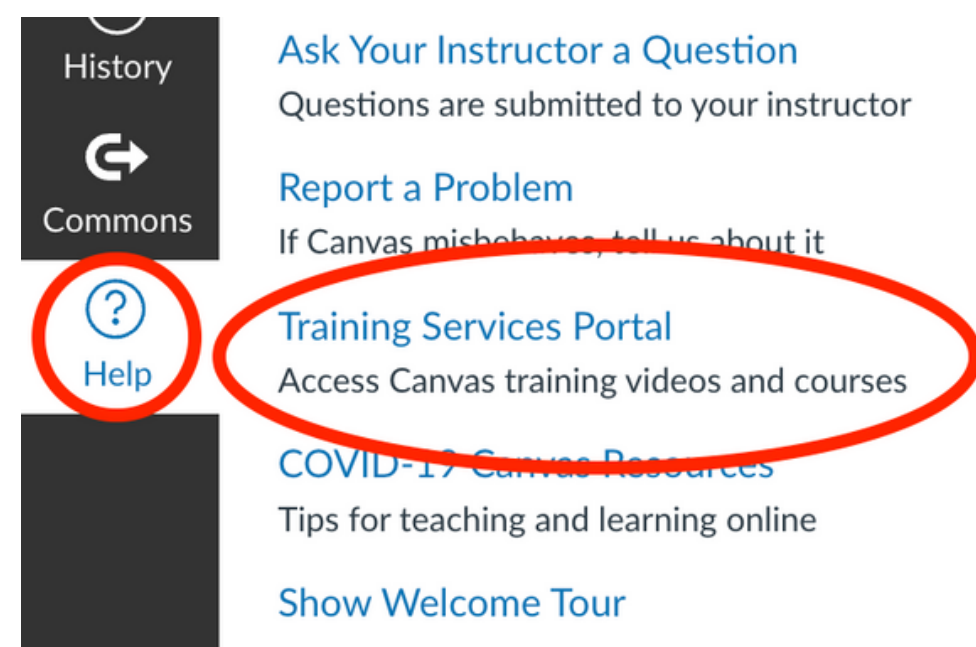 History
Commons
Help
Ask Your Instructor a Question
Questions are submitted to your instructor
Report a Problem
If Canvas misbehaves, tell us about it
Training Services Portal
Access Canvas training videos and courses
COVID-19 Canvas Resources
Tips for teaching and learning online
Show Welcome Tour